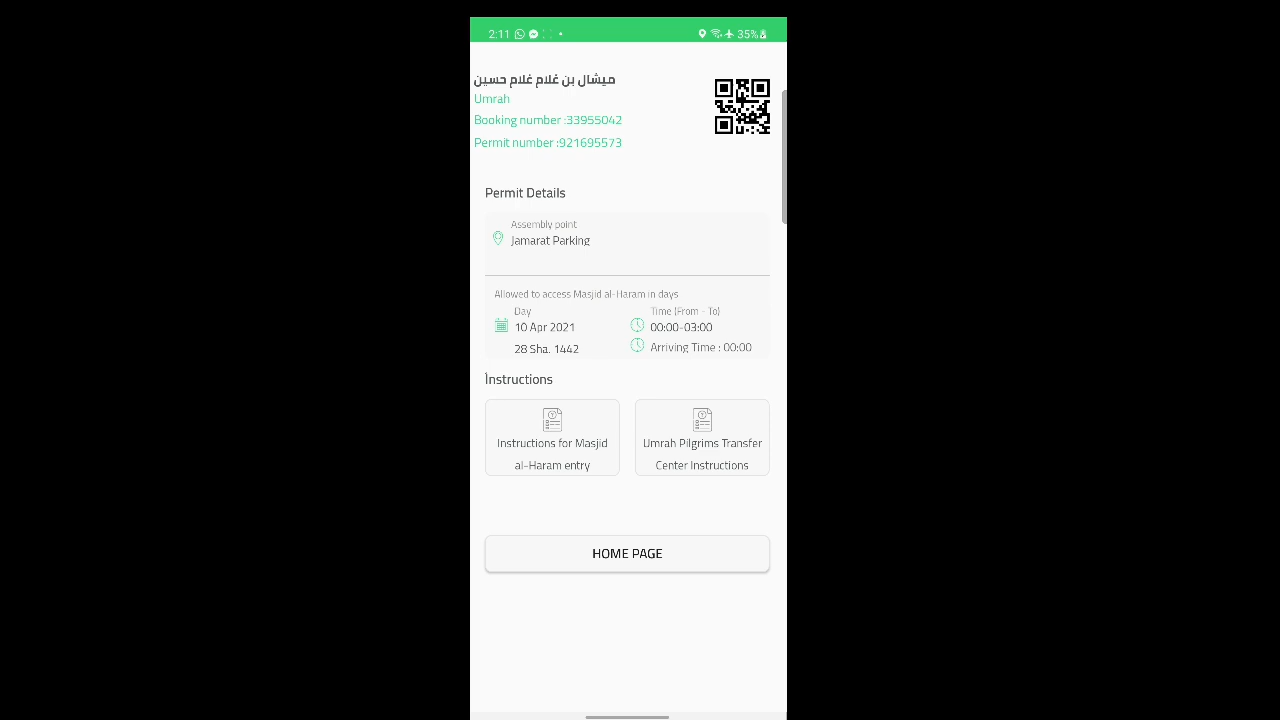 2:11 35%
ميشال بن غلام غلام حسين
Umrah
Booking number :33955042
Permit number :921695573
Permit Details
Assembly point
Jamarat Parking
Allowed to access Masjid al-Haram in days
Day Time (From - To)
10 Apr 2021 00:00-03:00
28 Sha. 1442 Arriving Time : 00:00
Instructions
Instructions for Masjid al-Haram entry
Umrah Pilgrims Transfer Center Instructions
HOME PAGE